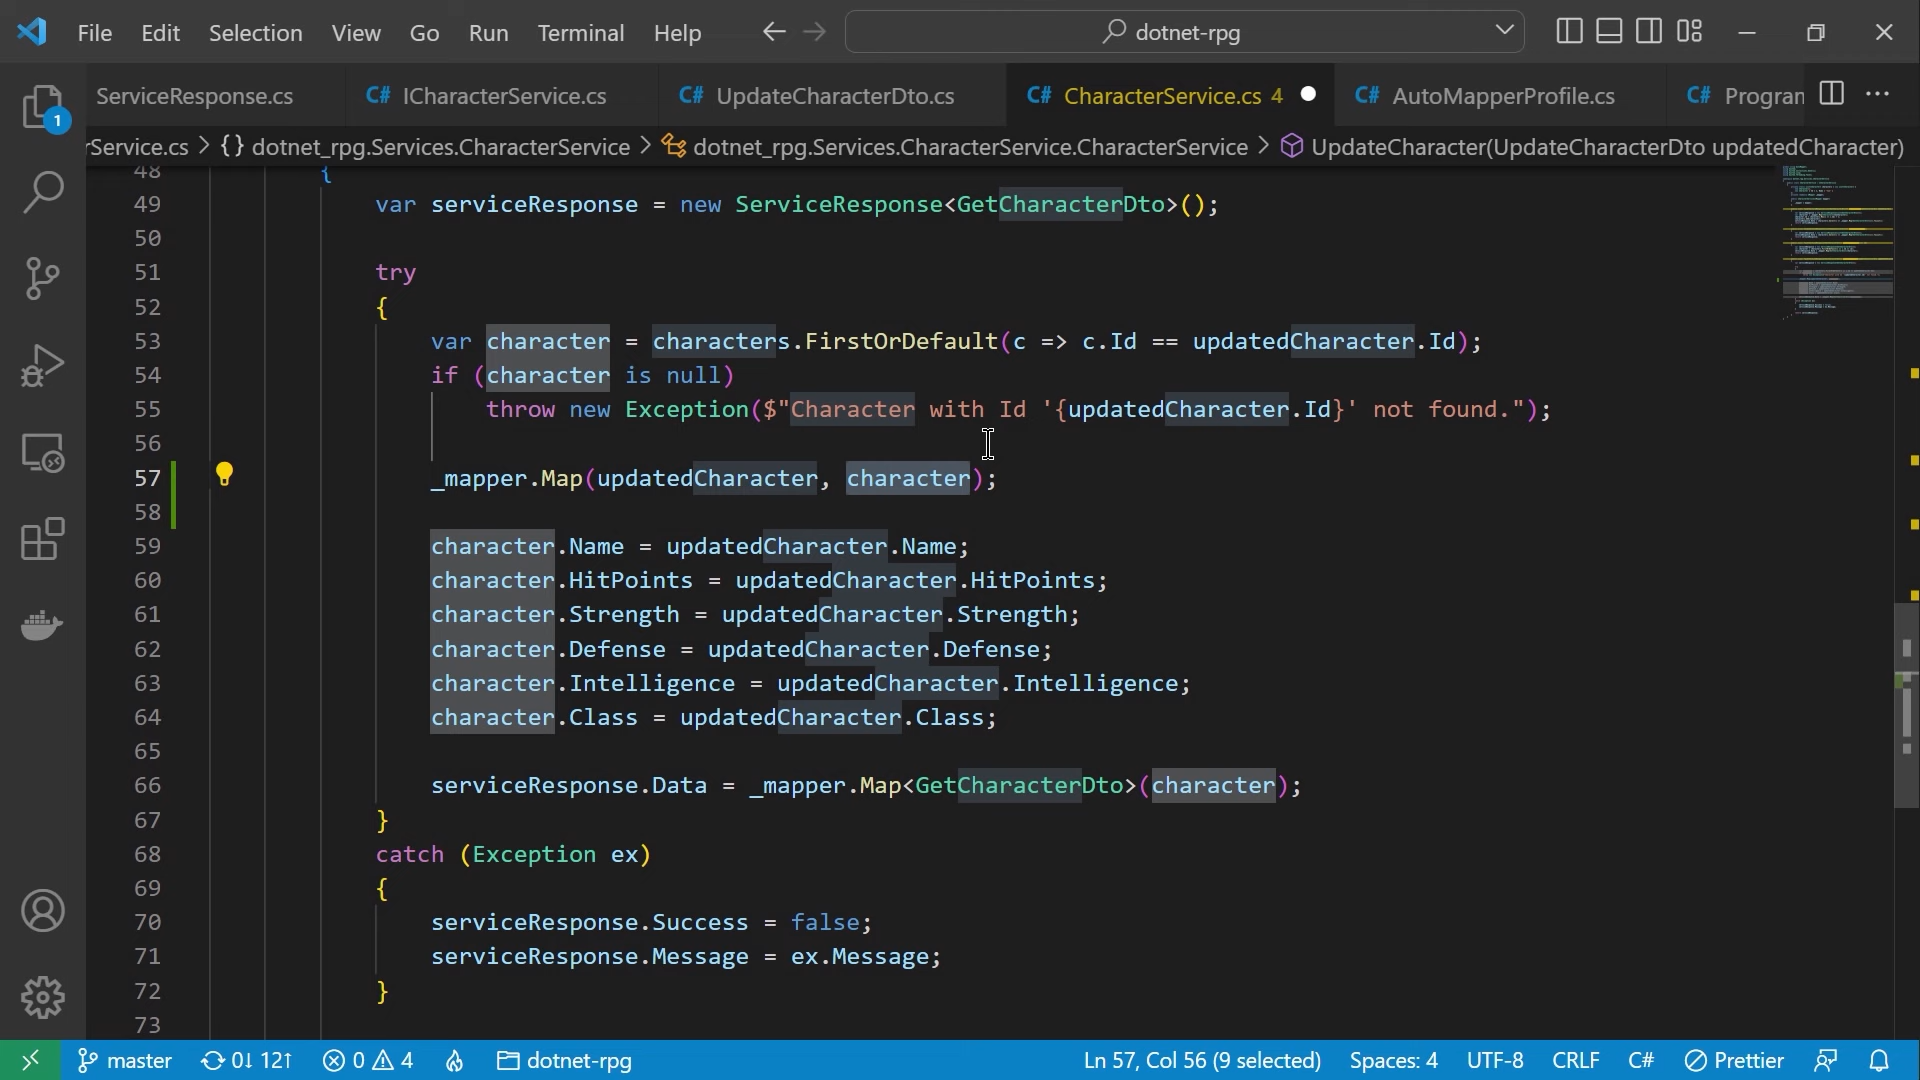 File Edit Selection View Go Run Terminal Help dotnet-rpg
ServiceResponse.cs C# ICharacterService.cs C# UpdateCharacterDto.cs C# CharacterService.cs 4 C# AutoMapperProfile.cs C# Program
rService.cs > {} dotnet_rpg.Services.CharacterService > dotnet_rpg.Services.CharacterService.CharacterService > UpdateCharacter(UpdateCharacterDto updatedCharacter)
1
48 {
49 var serviceResponse = new ServiceResponse<GetCharacterDto>();
50
51 try
52 {
53 var character = characters.FirstOrDefault(c => c.Id == updatedCharacter.Id);
54 if (character is null)
55 throw new Exception($"Character with Id '{updatedCharacter.Id}' not found.");
56
57 _mapper.Map(updatedCharacter, character);
58
59 character.Name = updatedCharacter.Name;
60 character.HitPoints = updatedCharacter.HitPoints;
61 character.Strength = updatedCharacter.Strength;
62 character.Defense = updatedCharacter.Defense;
63 character.Intelligence = updatedCharacter.Intelligence;
64 character.Class = updatedCharacter.Class;
65
66 serviceResponse.Data = _mapper.Map<GetCharacterDto>(character);
67 }
68 catch (Exception ex)
69 {
70 serviceResponse.Success = false;
71 serviceResponse.Message = ex.Message;
72 }
73
master 0↓ 12↑ 0 4 dotnet-rpg Ln 57, Col 56 (9 selected) Spaces: 4 UTF-8 CRLF C# Prettier